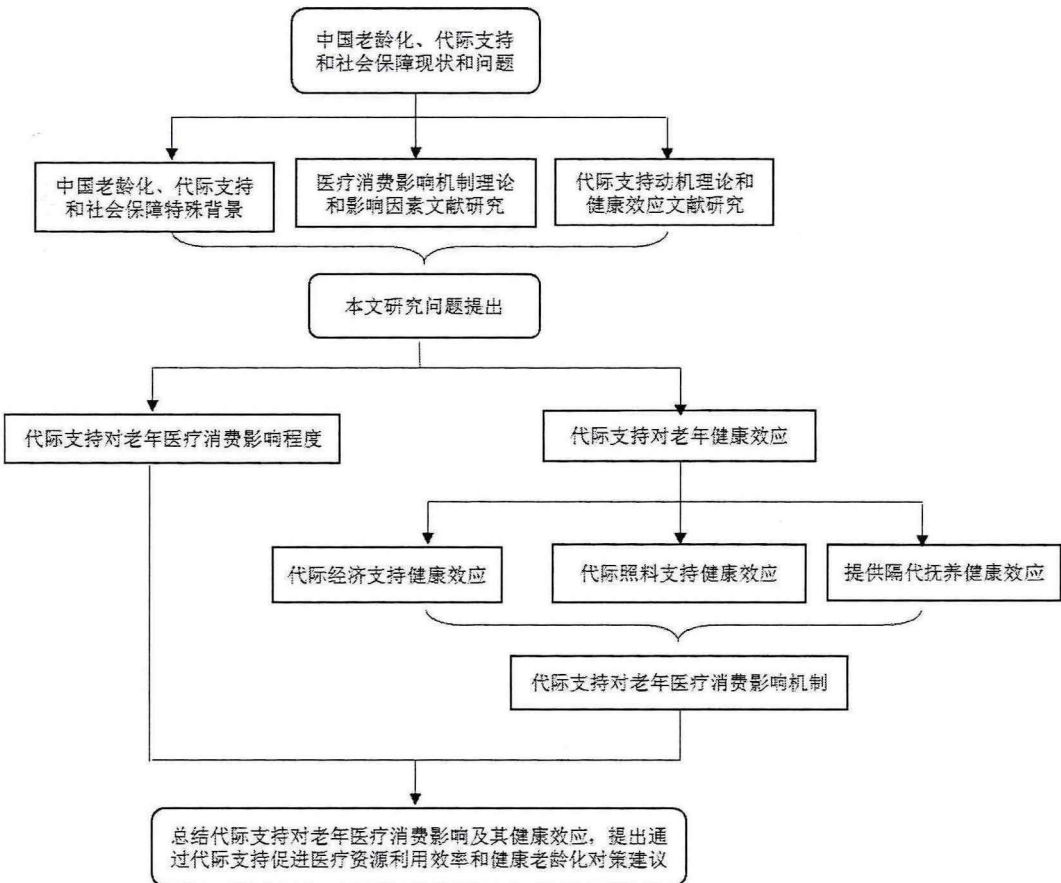 中国老龄化、代际支持
和社会保障现状和问题
中国老龄化、代际支持
和社会保障特殊背景
医疗消费影响机制理论
和影响因素文献研究
代际支持动机理论和
健康效应文献研究
本文研究问题提出
代际支持对老年医疗消费影响程度
代际支持对老年健康效应
代际经济支持健康效应
代际照料支持健康效应
提供隔代抚养健康效应
代际支持对老年医疗消费影响机制
总结代际支持对老年医疗消费影响及其健康效应，提出通
过代际支持促进医疗资源利用效率和健康老龄化对策建议